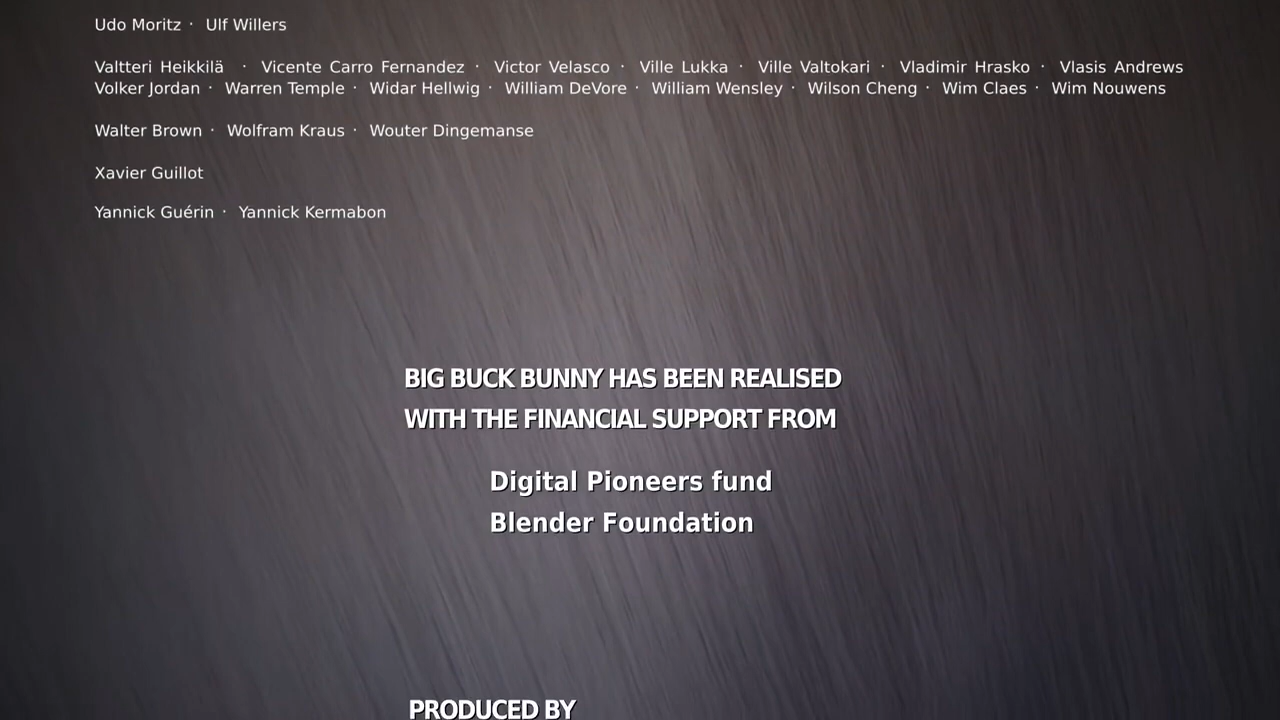 Udo Moritz · Ulf Willers
Valtteri Heikkilä · Vicente Carro Fernandez · Victor Velasco · Ville Lukka · Ville Valtokari · Vladimir Hrasko · Vlasis Andrews
Volker Jordan · Warren Temple · Widar Hellwig · William DeVore · William Wensley · Wilson Cheng · Wim Claes · Wim Nouwens
Walter Brown · Wolfram Kraus · Wouter Dingemanse
Xavier Guillot
Yannick Guérin · Yannick Kermabon
BIG BUCK BUNNY HAS BEEN REALISED
WITH THE FINANCIAL SUPPORT FROM
Digital Pioneers fund
Blender Foundation
PRODUCED BY